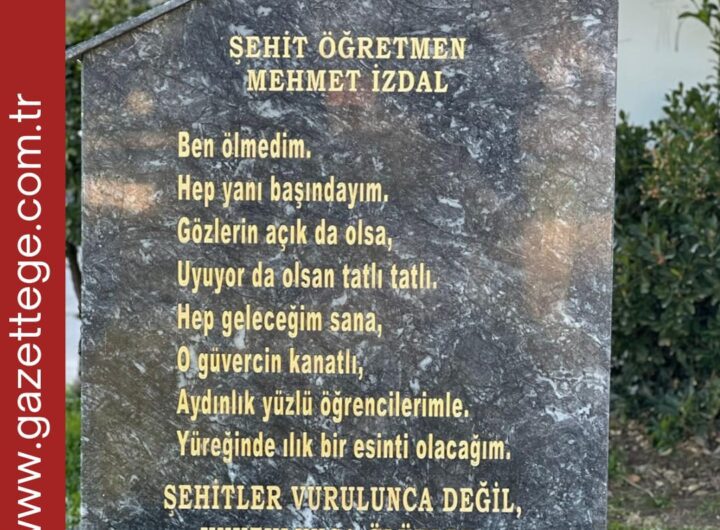 www.gazettege.com.tr
ŞEHİT ÖĞRETMEN
MEHMET İZDAL
Ben ölmedim.
Hep yanı başındayım.
Gözlerin açık da olsa,
Uyuyor da olsan tatlı tatlı.
Hep geleceğim sana,
O güvercin kanatlı,
Aydınlık yüzlü öğrencilerimle.
Yüreğinde ılık bir esinti olacağım.
ŞEHİTLER VURULUNCA DEĞİL,